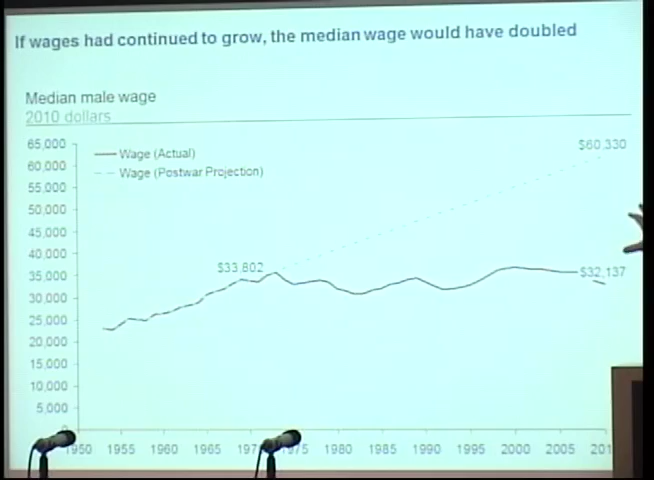 If wages had continued to grow, the median wage would have doubled
Median male wage
2010 dollars
65,000
60,000
55,000
50,000
45,000
40,000
35,000
30,000
25,000
20,000
15,000
10,000
5,000
Wage (Actual)
Wage (Postwar Projection)
$60,330
$33,802
$32,137
1950 1955 1960 1965 1975 1980 1985 1990 1995 2000 2005